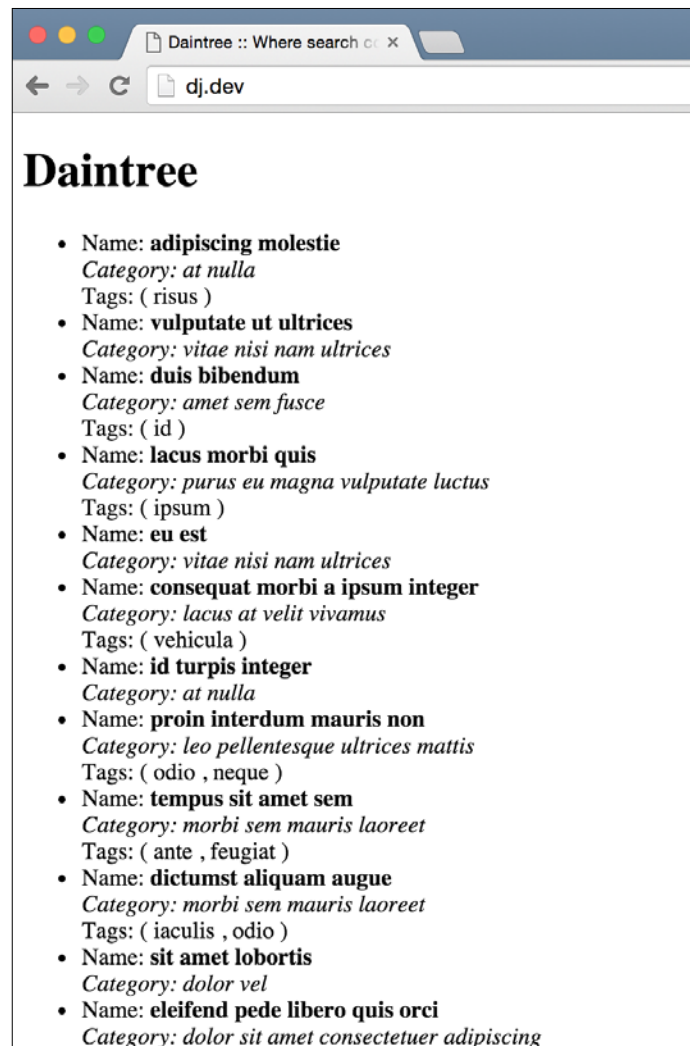 Daintree :: Where search co
dj.dev
Daintree
• Name: adipiscing molestie
Category: at nulla
Tags: ( risus )
• Name: vulputate ut ultrices
Category: vitae nisi nam ultrices
• Name: duis bibendum
Category: amet sem fusce
Tags: ( id )
• Name: lacus morbi quis
Category: purus eu magna vulputate luctus
Tags: ( ipsum )
• Name: eu est
Category: vitae nisi nam ultrices
• Name: consequat morbi a ipsum integer
Category: lacus at velit vivamus
Tags: ( vehicula )
• Name: id turpis integer
Category: at nulla
• Name: proin interdum mauris non
Category: leo pellentesque ultrices mattis
Tags: ( odio , neque )
• Name: tempus sit amet sem
Category: morbi sem mauris laoreet
Tags: ( ante , feugiat )
• Name: dictumst aliquam augue
Category: morbi sem mauris laoreet
Tags: ( iaculis , odio )
• Name: sit amet lobortis
Category: dolor vel
• Name: eleifend pede libero quis orci
Category: dolor sit amet consectetuer adipiscing